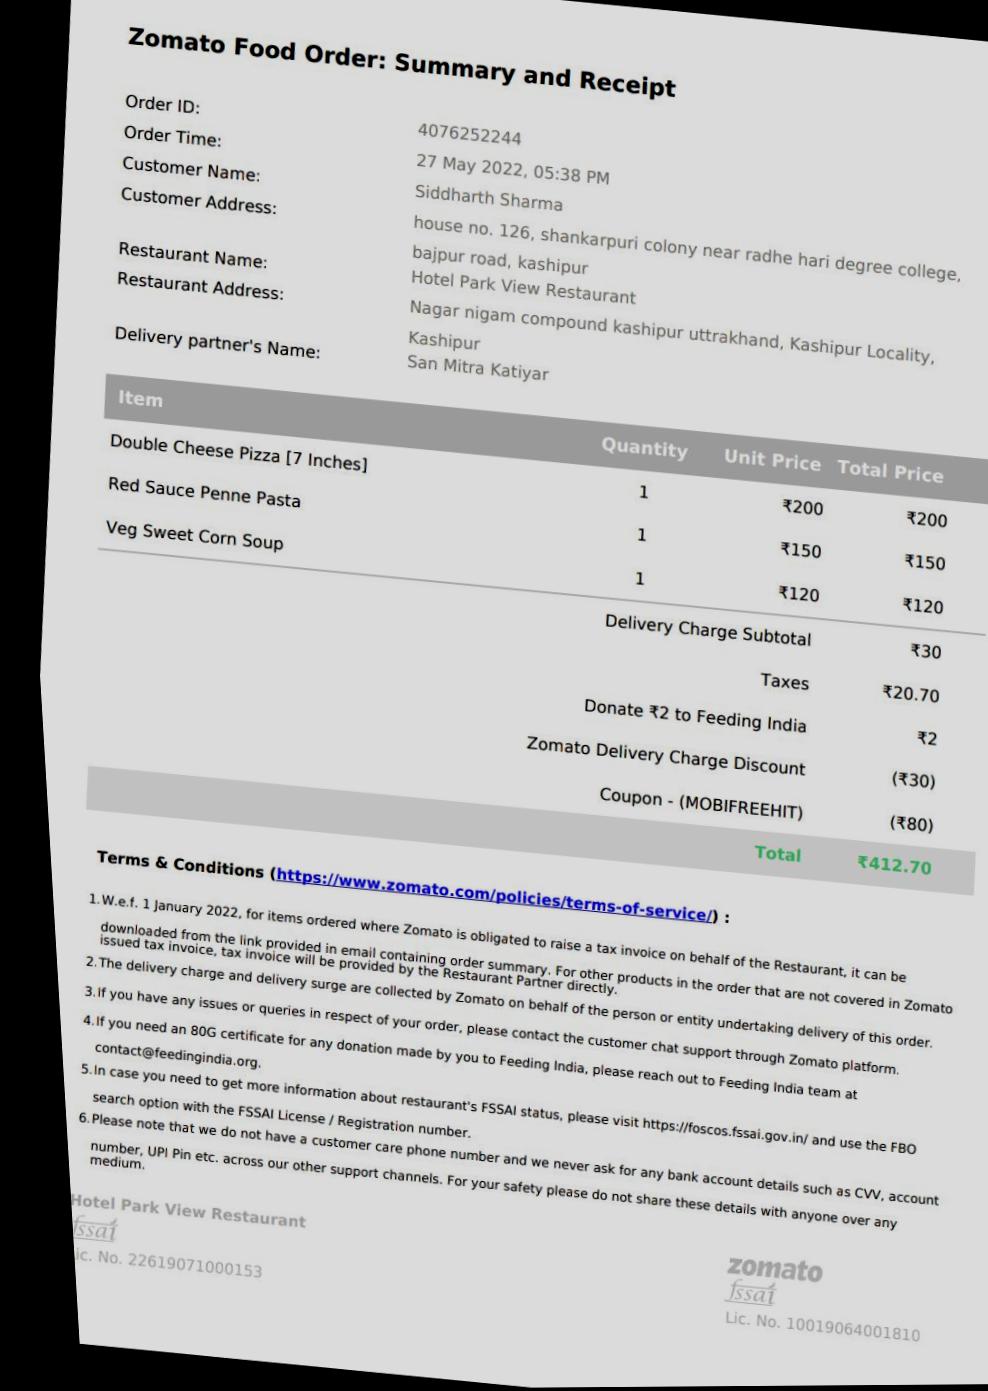 Zomato Food Order: Summary and Receipt
Order ID: 4076252244
Order Time: 27 May 2022, 05:38 PM
Customer Name: Siddharth Sharma
Customer Address: house no. 126, shankarpuri colony near radhe hari degree college,
bajpur road, kashipur
Restaurant Name: Hotel Park View Restaurant
Restaurant Address: Nagar nigam compound kashipur uttrakhand, Kashipur Locality,
Kashipur
Delivery partner's Name: San Mitra Katiyar
Item Quantity Unit Price Total Price
Double Cheese Pizza [7 Inches] 1 ₹200 ₹200
Red Sauce Penne Pasta 1 ₹150 ₹150
Veg Sweet Corn Soup 1 ₹120 ₹120
Delivery Charge Subtotal ₹30
Taxes ₹20.70
Donate ₹2 to Feeding India ₹2
Zomato Delivery Charge Discount (₹30)
Coupon - (MOBIFREEHIT) (₹80)
Total ₹412.70
Terms & Conditions (https://www.zomato.com/policies/terms-of-service/) :
1. W.e.f. 1 January 2022, for items ordered where Zomato is obligated to raise a tax invoice on behalf of the Restaurant, it can be
downloaded from the link provided in email containing order summary. For other products in the order that are not covered in Zomato
issued tax invoice, tax invoice will be provided by the Restaurant Partner directly.
2. The delivery charge and delivery surge are collected by Zomato on behalf of the person or entity undertaking delivery of this order.
3. If you have any issues or queries in respect of your order, please contact the customer chat support through Zomato platform.
4. If you need an 80G certificate for any donation made by you to Feeding India, please reach out to Feeding India team at
contact@feedingindia.org.
5. In case you need to get more information about restaurant's FSSAI status, please visit https://foscos.fssai.gov.in/ and use the FBO
search option with the FSSAI License / Registration number.
6. Please note that we do not have a customer care phone number and we never ask for any bank account details such as CVV, account
number, UPI Pin etc. across our other support channels. For your safety please do not share these details with anyone over any
medium.
Hotel Park View Restaurant
fssai
ic. No. 22619071000153
zomato
fssai
Lic. No. 10019064001810